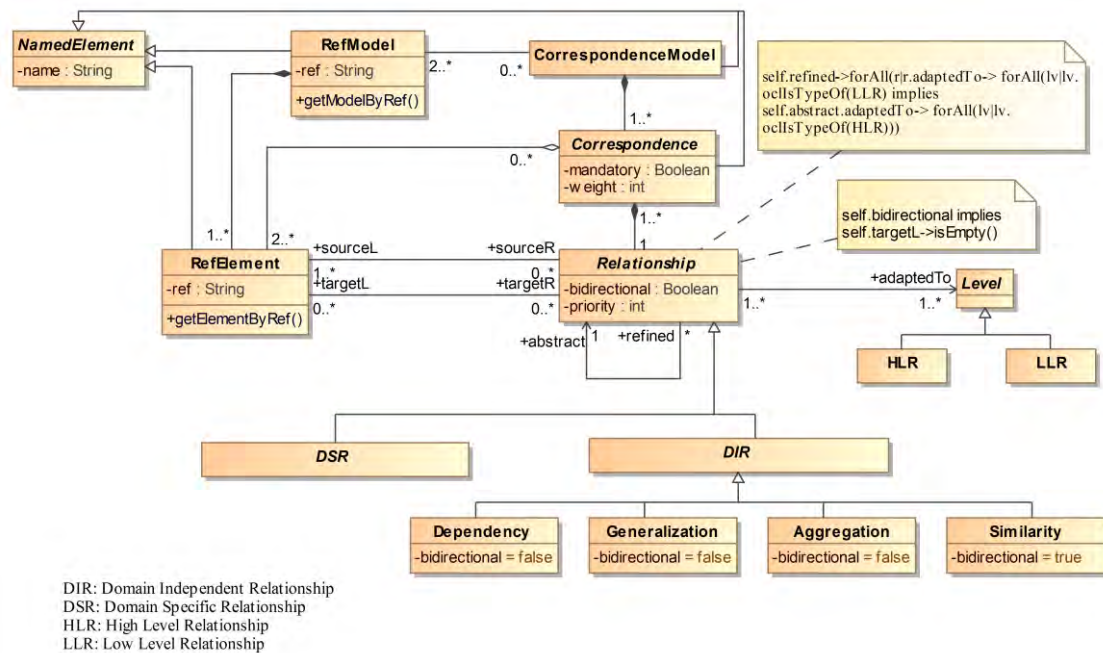 NamedElement
-name : String
RefModel
-ref : String
+getModelByRef()
2..*
0..*
CorrespondenceModel
self.refined->forAll(r|r.adaptedTo-> forAll(lv|lv.
oclIsTypeOf(LLR) implies
self.abstract.adaptedTo-> forAll(lv|lv.
oclIsTypeOf(HLR)))
1..*
Correspondence
-mandatory : Boolean
-weight : int
0..*
self.bidirectional implies
self.targetL->isEmpty()
1..*
2..*
1..*
1
RefElement
-ref : String
+getElementByRef()
+sourceL
+sourceR
1..*
0..*
+targetL
+targetR
0..*
0..*
Relationship
-bidirectional : Boolean
-priority : int
+adaptedTo
1..*
1..*
Level
+abstract
1
+refined
*
HLR
LLR
DSR
DIR
Dependency
-bidirectional = false
Generalization
-bidirectional = false
Aggregation
-bidirectional = false
Similarity
-bidirectional = true
DIR: Domain Independent Relationship
DSR: Domain Specific Relationship
HLR: High Level Relationship
LLR: Low Level Relationship